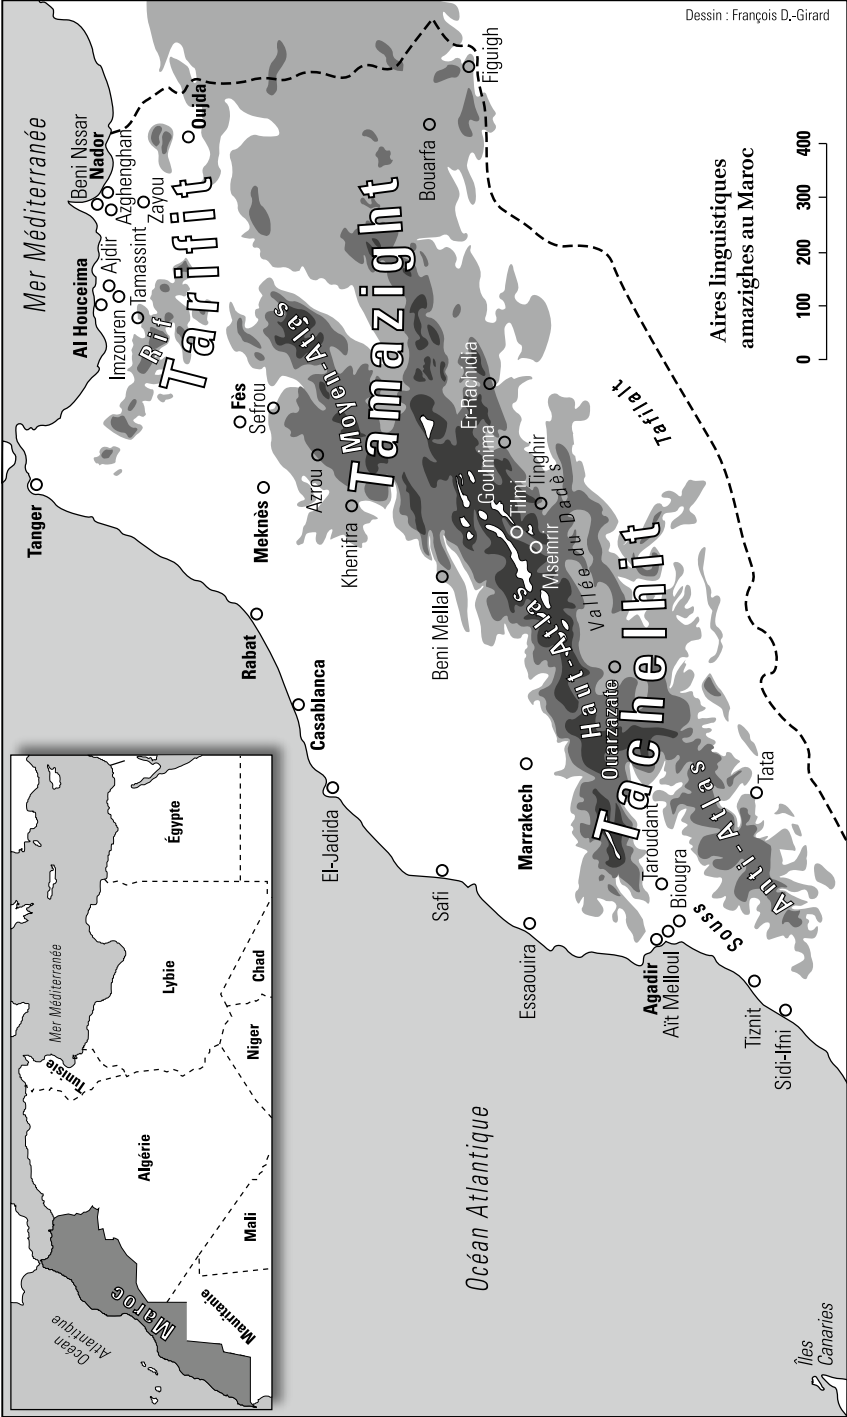 Dessin : François D.-Girard
Aires linguistiques
amazighes au Maroc
0 100 200 300 400
Mer Méditerranée
Océan Atlantique
Îles
Canaries
Tarifit
Tamazight
Tachelhit
Rif
Moyen-Atlas
Haut-Atlas
Anti-Atlas
Souss
Tafilalt
Vallée du Dadès
Tanger
Al Houceima
Ajdir
Imzouren
Tamassint
Beni Nssar
Nador
Azghenghan
Zayou
Oujda
Figuigh
Bouarfa
Fès
Sefrou
Meknès
Azrou
Khenifra
Rabat
Casablanca
El-Jadida
Beni Mellal
Er-Rachidia
Goulmima
Tinghir
Tilmi
Msemrir
Safi
Marrakech
Ouarzazate
Essaouira
Taroudant
Biougra
Agadir
Aït Melloul
Tata
Tiznit
Sidi-Ifni
Mer Méditerranée
Océan
Atlantique
Maroc
Algérie
Tunisie
Lybie
Égypte
Mauritanie
Mali
Niger
Chad